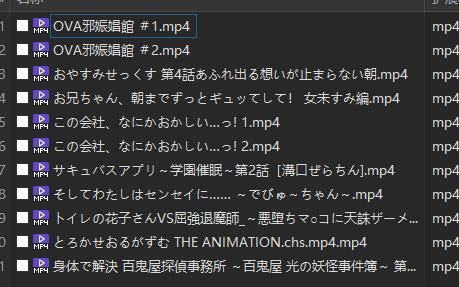 OVA邪娠娼館 ＃1.mp4 mp4
OVA邪娠娼館 ＃2.mp4 mp4
おやすみせっくす 第4話あふれ出る想いが止まらない朝.mp4 mp4
お兄ちゃん、朝までずっとギュッてして！ 女未すみ編.mp4 mp4
この会社、なにかおかしい...っ! 1.mp4 mp4
この会社、なにかおかしい...っ! 2.mp4 mp4
サキュバスアプリ～学園催眠～第2話 [溝口ぜらちん].mp4 mp4
そしてわたしはセンセイに…… ～でびゅ～ちゃん～.mp4 mp4
トイレの花子さんVS屈強退魔師_～悪堕ちマ○コに天誅ザーメ... mp4
とろかせおるがずむ THE ANIMATION.chs.mp4.mp4 mp4
身体で解決 百鬼屋探偵事務所 ～百鬼屋 光の妖怪事件簿～ 第... mp4